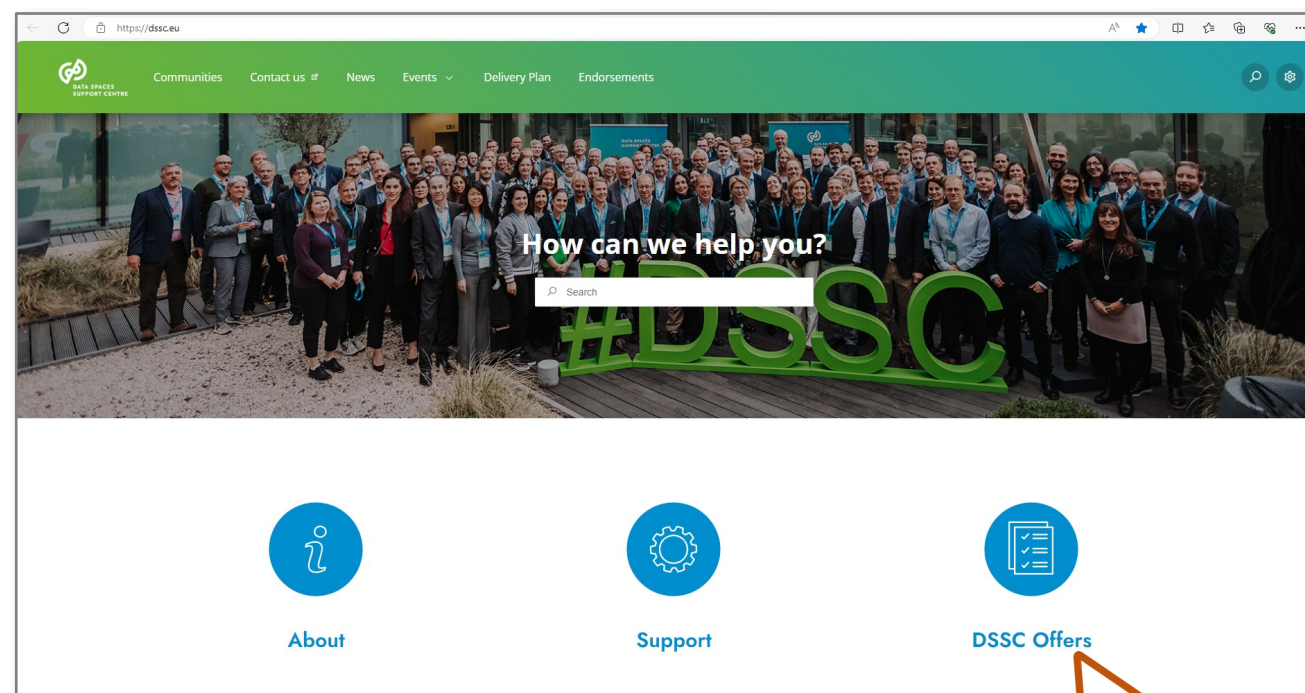 https://dssc.eu
DATA SPACES
SUPPORT CENTRE
Communities Contact us News Events Delivery Plan Endorsements
How can we help you?
Search
#DSSC
About Support DSSC Offers